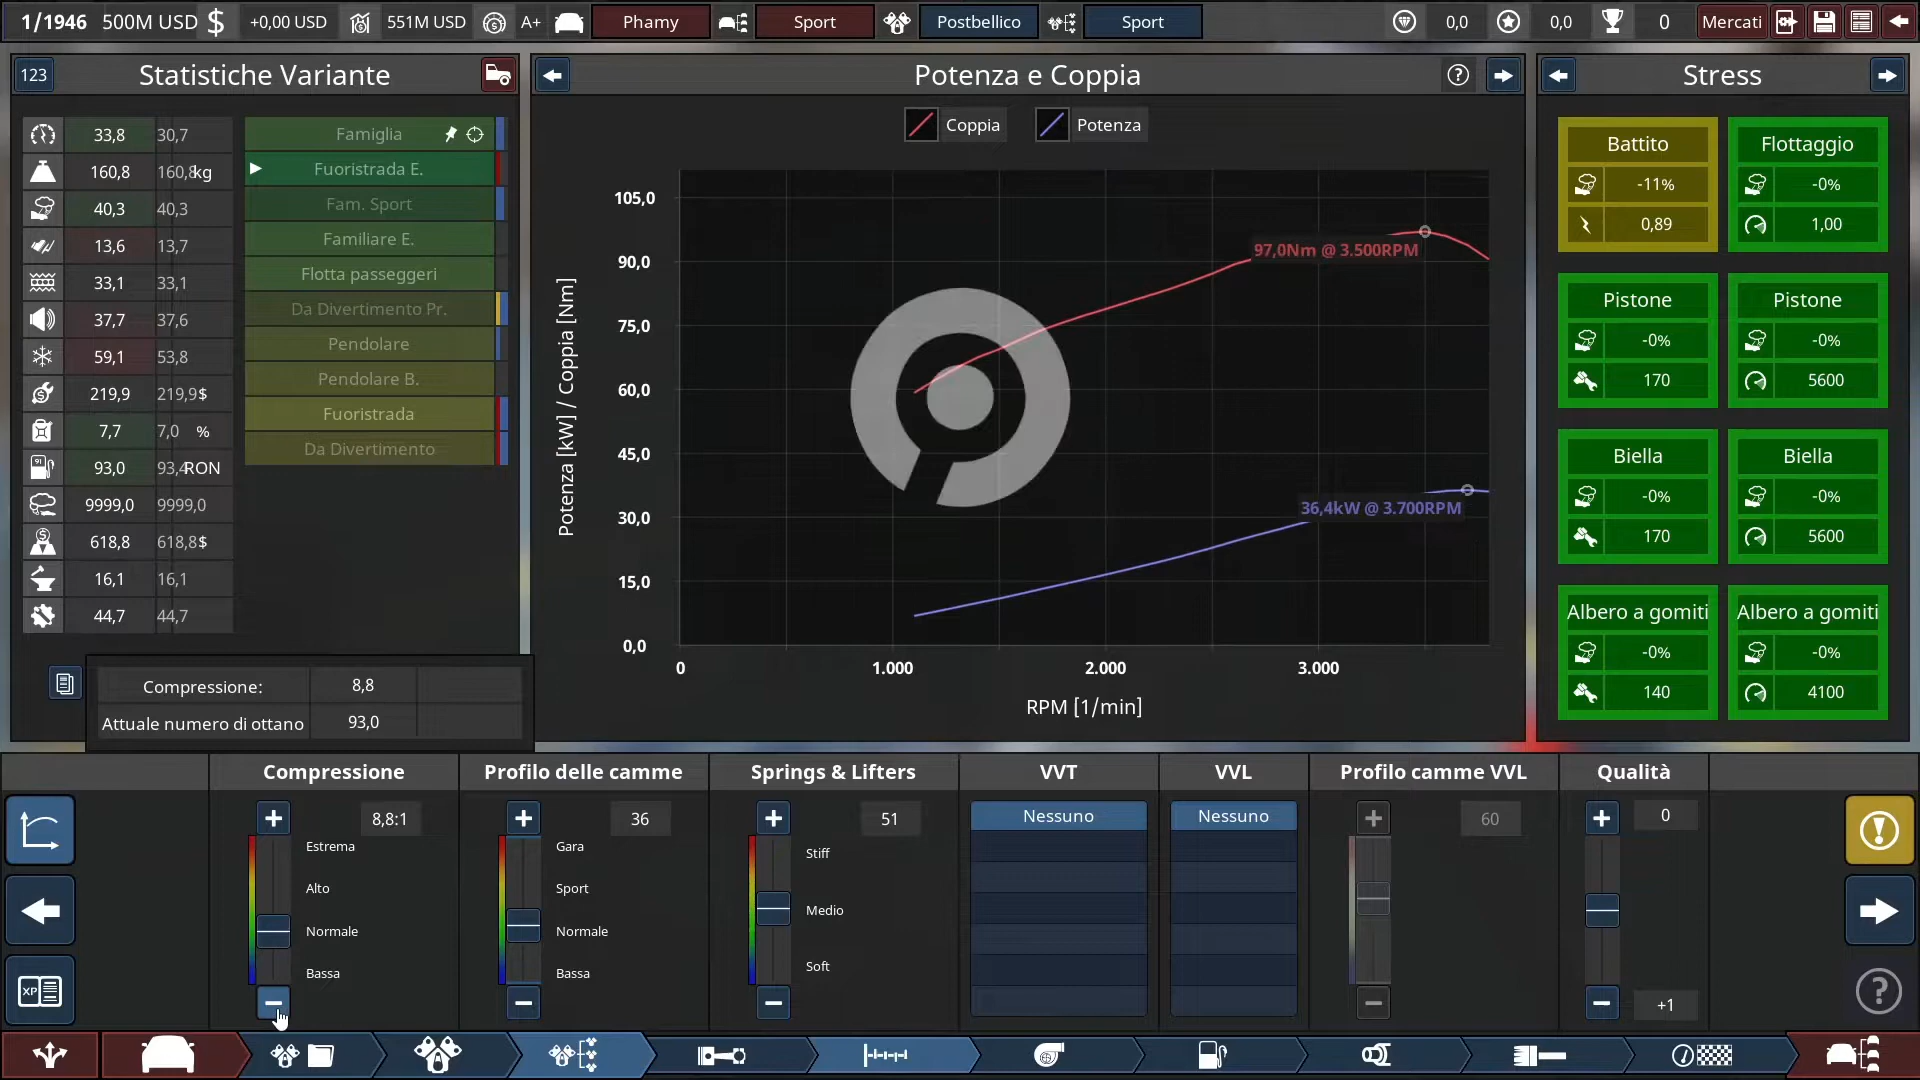 1/1946 500M USD $ +0,00 USD 551M USD A+ Phamy Sport Postbellico Sport 0,0 0,0 0 Mercati
123 Statistiche Variante
33,8 30,7
160,8 160,8kg
40,3 40,3
13,6 13,7
33,1 33,1
37,7 37,6
59,1 53,8
219,9 219,9$
7,7 7,0 %
93,0 93,4RON
9999,0 9999,0
618,8 618,8$
16,1 16,1
44,7 44,7
Famiglia
Fuoristrada E.
Fam. Sport
Familiare E.
Flotta passeggeri
Da Divertimento Pr.
Pendolare
Pendolare B.
Fuoristrada
Da Divertimento
Compressione: 8,8
Attuale numero di ottano 93,0
Potenza e Coppia
Coppia Potenza
Potenza [kW] / Coppia [Nm]
105,0
90,0
75,0
60,0
45,0
30,0
15,0
0,0
97,0Nm @ 3.500RPM
36,4kW @ 3.700RPM
0 1.000 2.000 3.000
RPM [1/min]
Stress
Battito
-11%
0,89
Flottaggio
-0%
1,00
Pistone
-0%
170
Pistone
-0%
5600
Biella
-0%
170
Biella
-0%
5600
Albero a gomiti
-0%
140
Albero a gomiti
-0%
4100
Compressione
8,8:1
Estrema
Alto
Normale
Bassa
Profilo delle camme
36
Gara
Sport
Normale
Bassa
Springs & Lifters
51
Stiff
Medio
Soft
VVT
Nessuno
VVL
Nessuno
Profilo camme VVL
60
Qualità
0
+1
XP